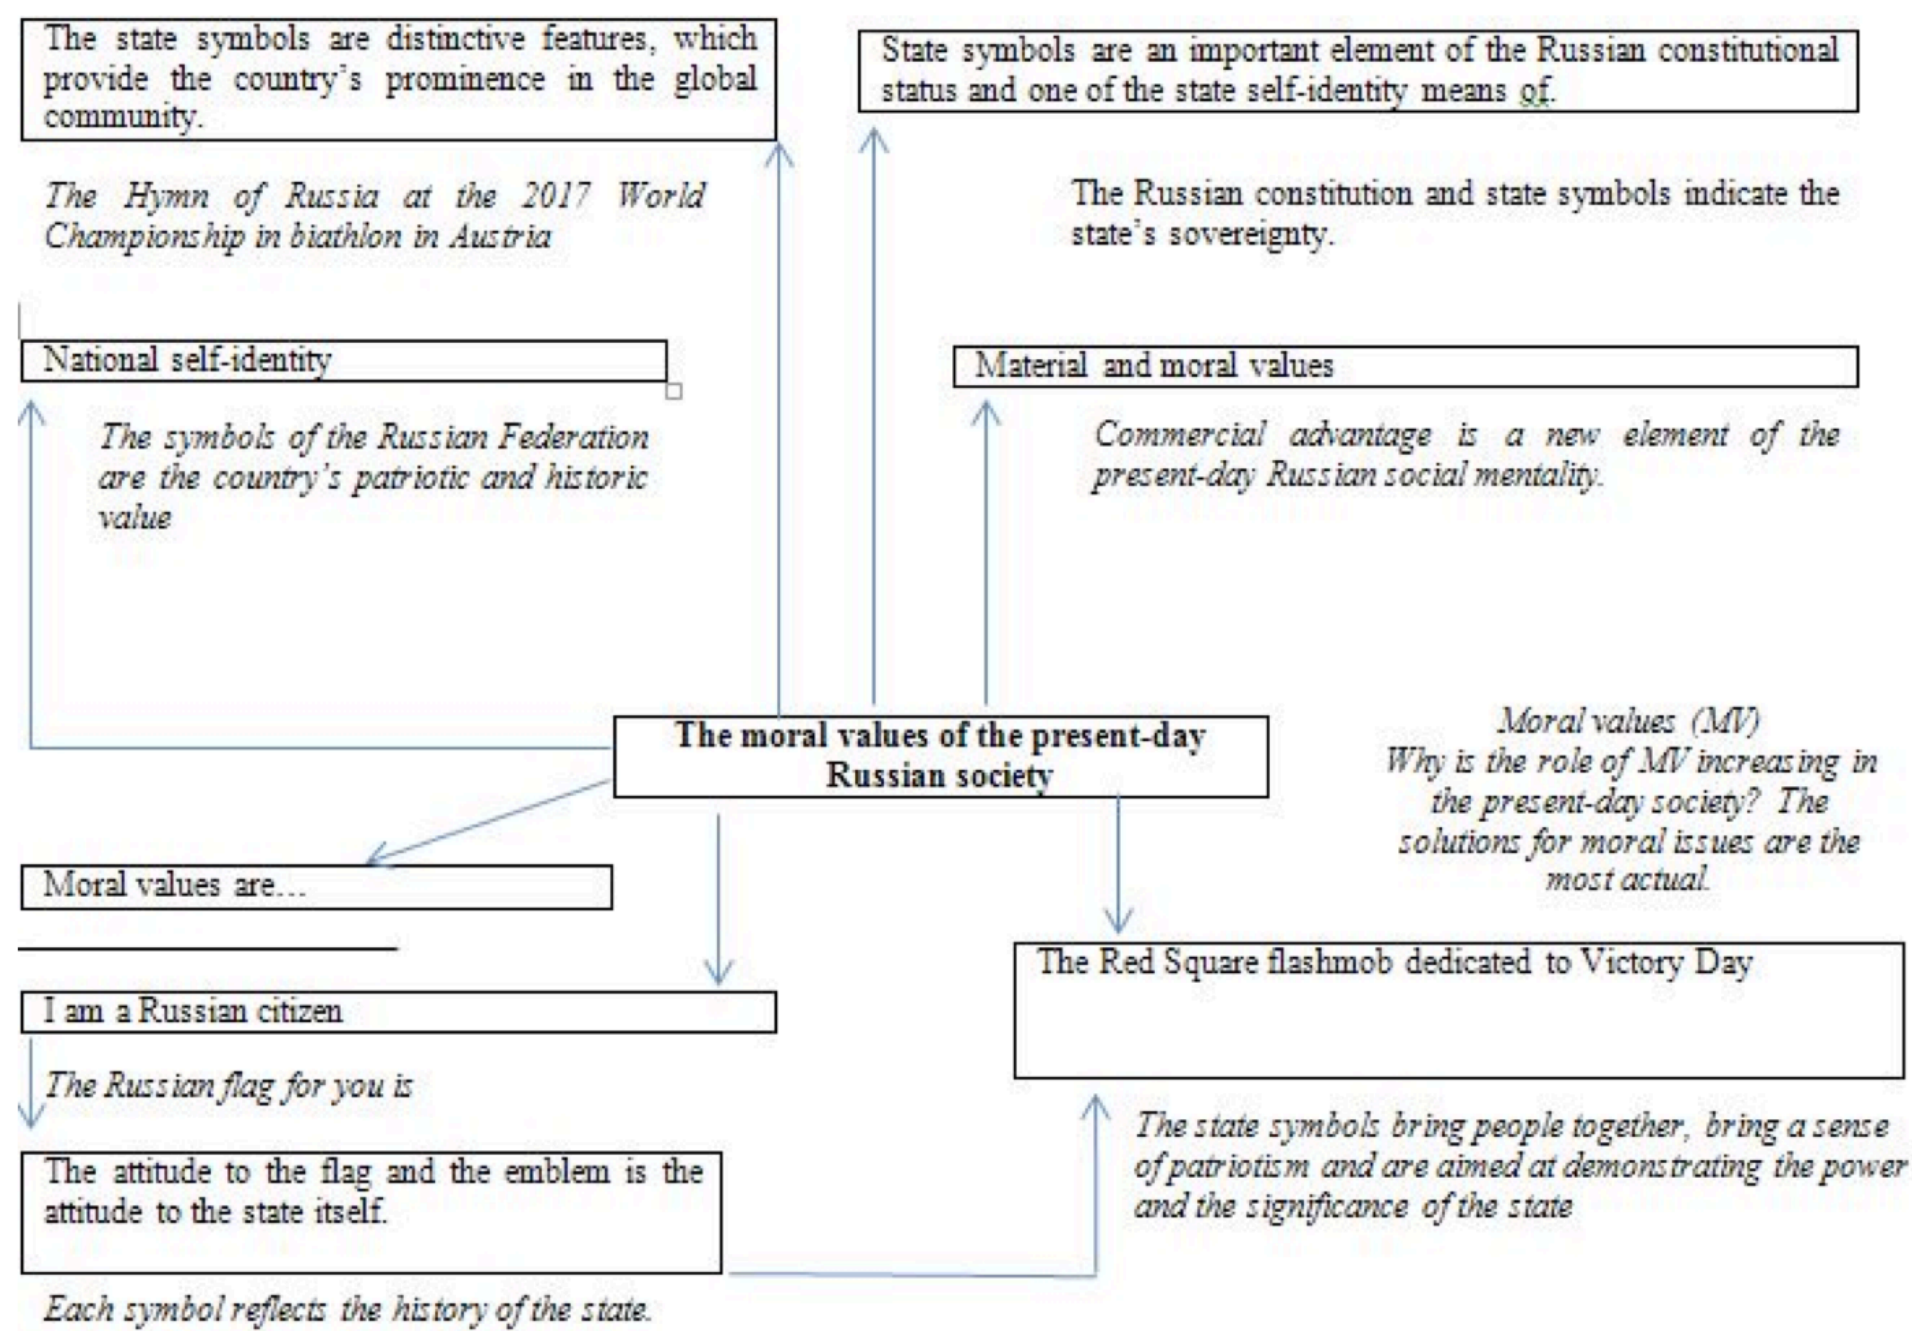 The state symbols are distinctive features, which
provide the country's prominence in the global
community.
State symbols are an important element of the Russian constitutional
status and one of the state self-identity means of.
The Hymn of Russia at the 2017 World
Championship in biathlon in Austria
The Russian constitution and state symbols indicate the
state's sovereignty.
National self-identity
Material and moral values
The symbols of the Russian Federation
are the country's patriotic and historic
value
Commercial advantage is a new element of the
present-day Russian social mentality.
The moral values of the present-day
Russian society
Moral values (MV)
Why is the role of MV increasing in
the present-day society? The
solutions for moral issues are the
most actual.
Moral values are…
The Red Square flashmob dedicated to Victory Day
I am a Russian citizen
The Russian flag for you is
The attitude to the flag and the emblem is the
attitude to the state itself.
The state symbols bring people together, bring a sense
of patriotism and are aimed at demonstrating the power
and the significance of the state
Each symbol reflects the history of the state.